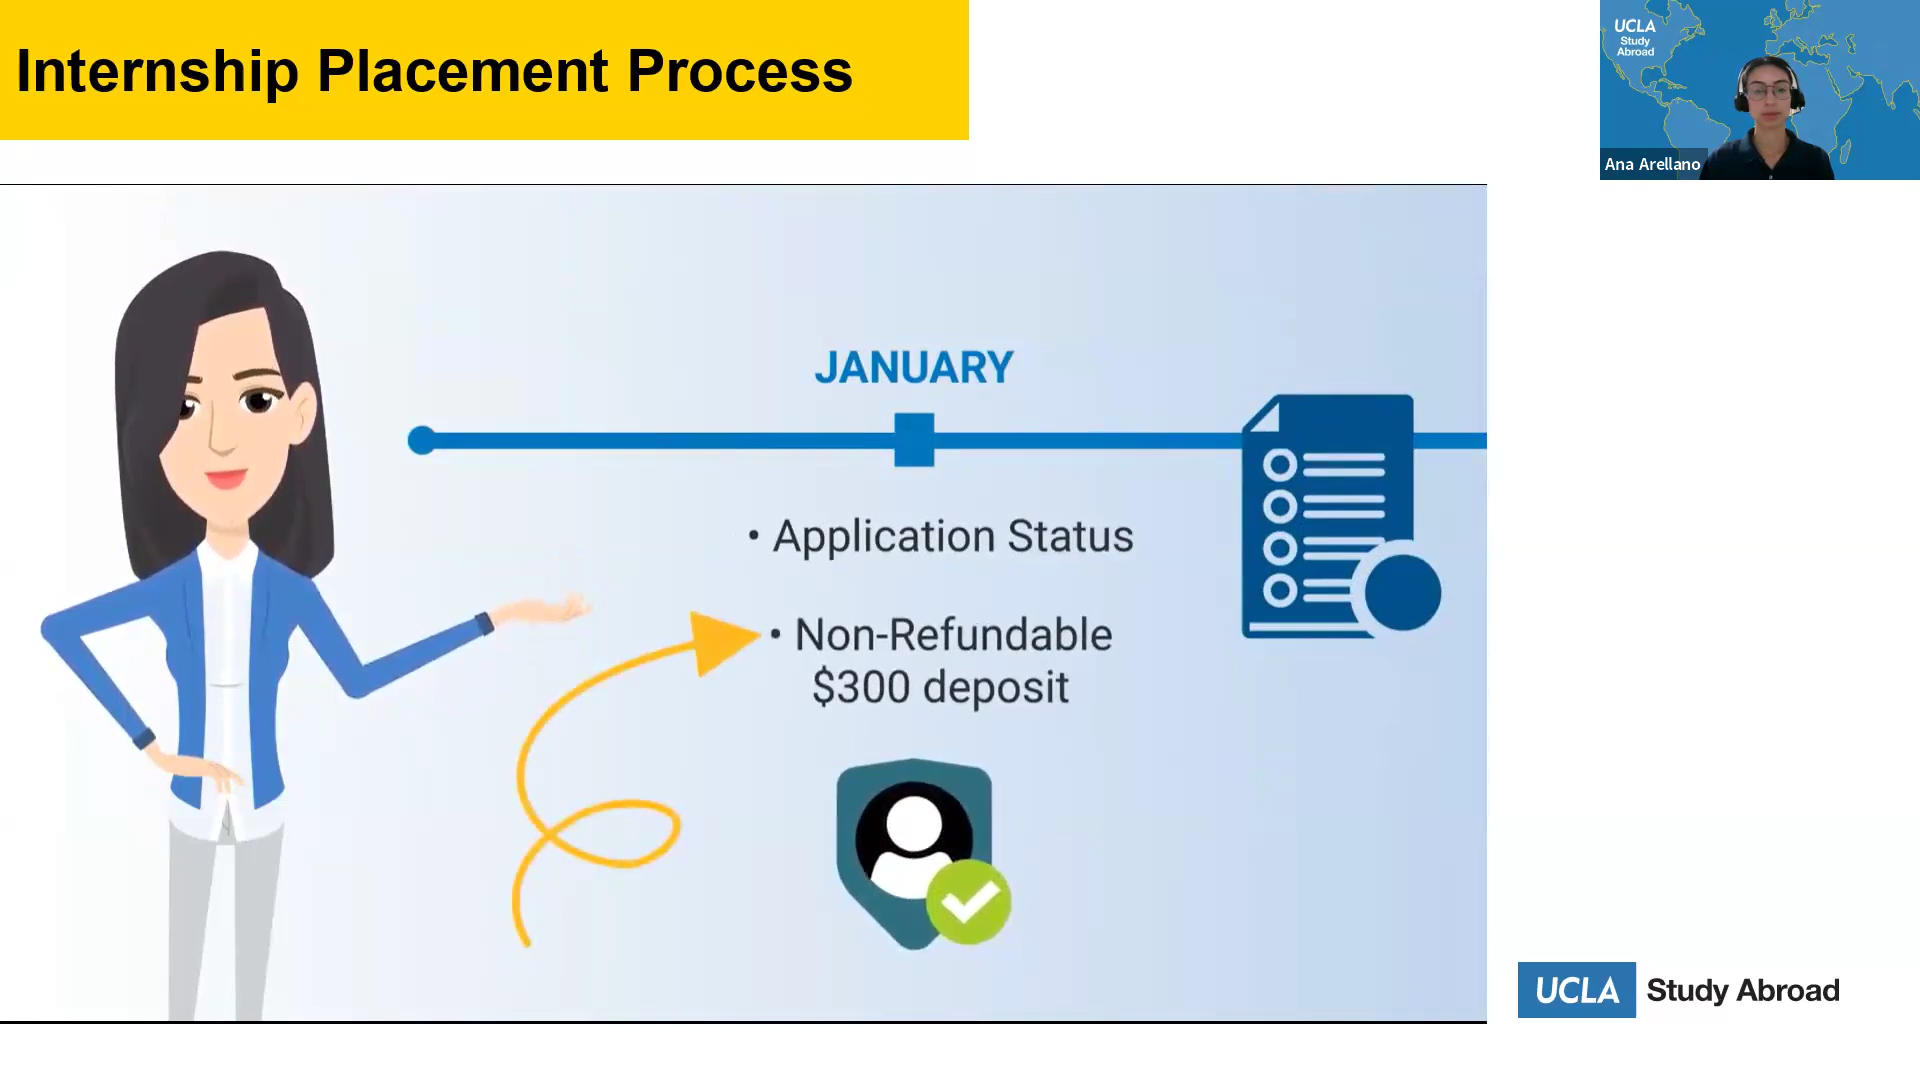 Internship Placement Process
UCLA
Study
Abroad
Ana Arellano
JANUARY
• Application Status
• Non-Refundable
$300 deposit
UCLA Study Abroad